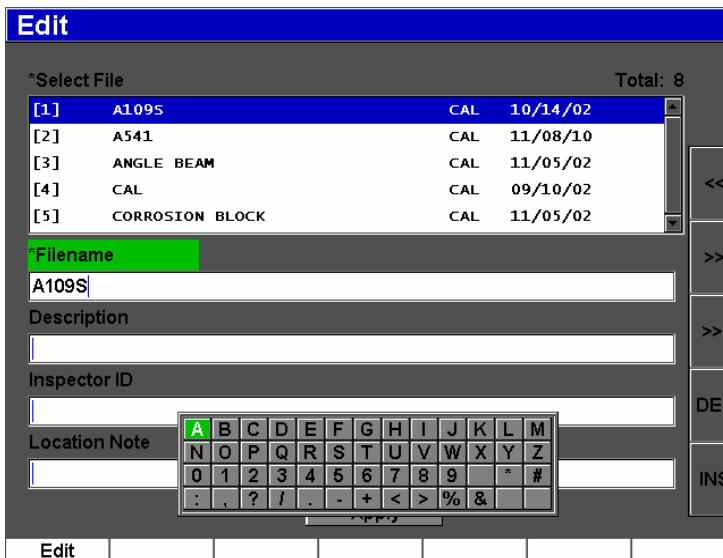 Edit
*Select File Total: 8
[1] A109S CAL 10/14/02
[2] A541 CAL 11/08/10
[3] ANGLE BEAM CAL 11/05/02
[4] CAL CAL 09/10/02
[5] CORROSION BLOCK CAL 11/05/02
<<
*Filename
>>
A109S
Description
>>
Inspector ID
DE
A B C D E F G H I J K L M
Location Note
N O P Q R S T U V W X Y Z
0 1 2 3 4 5 6 7 8 9 * #
INS
: , ? / . - + < > % &
Apply
Edit